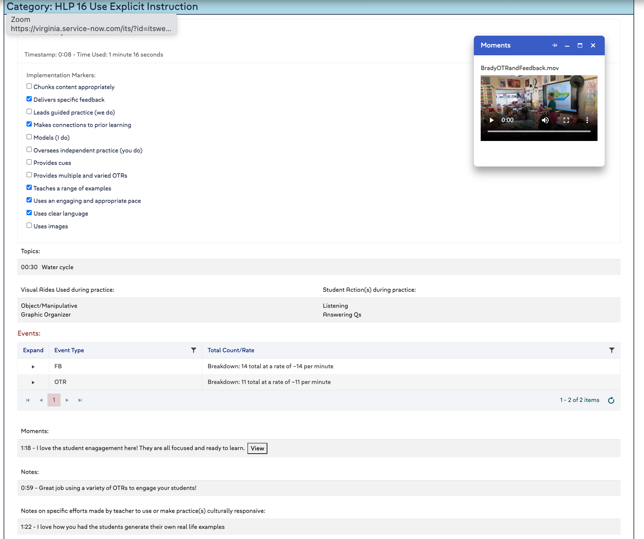 Category: HLP 16 Use Explicit Instruction
Zoom
https://virginia.service-now.com/its/?id=itswe...
Timestamp: 0:08 - Time Used: 1 minute 16 seconds
Implementation Markers:
Chunks content appropriately
Delivers specific feedback
Leads guided practice (we do)
Makes connections to prior learning
Models (I do)
Oversees independent practice (you do)
Provides cues
Provides multiple and varied OTRs
Teaches a range of examples
Uses an engaging and appropriate pace
Uses clear language
Uses images
Moments
BradyOTRandFeedback.mov
0:00
Topics:
00:30 Water cycle
Visual Aides Used during practice:
Object/Manipulative
Graphic Organizer
Student Action(s) during practice:
Listening
Answering Qs
Events:
Expand Event Type Total Count/Rate
FB Breakdown: 14 total at a rate of ~14 per minute
OTR Breakdown: 11 total at a rate of ~11 per minute
1 1 - 2 of 2 items
Moments:
1:18 - I love the student enagagement here! They are all focused and ready to learn. View
Notes:
0:59 - Great job using a variety of OTRs to engage your students!
Notes on specific efforts made by teacher to use or make practice(s) culturally responsive:
1:22 - I love how you had the students generate their own real life examples